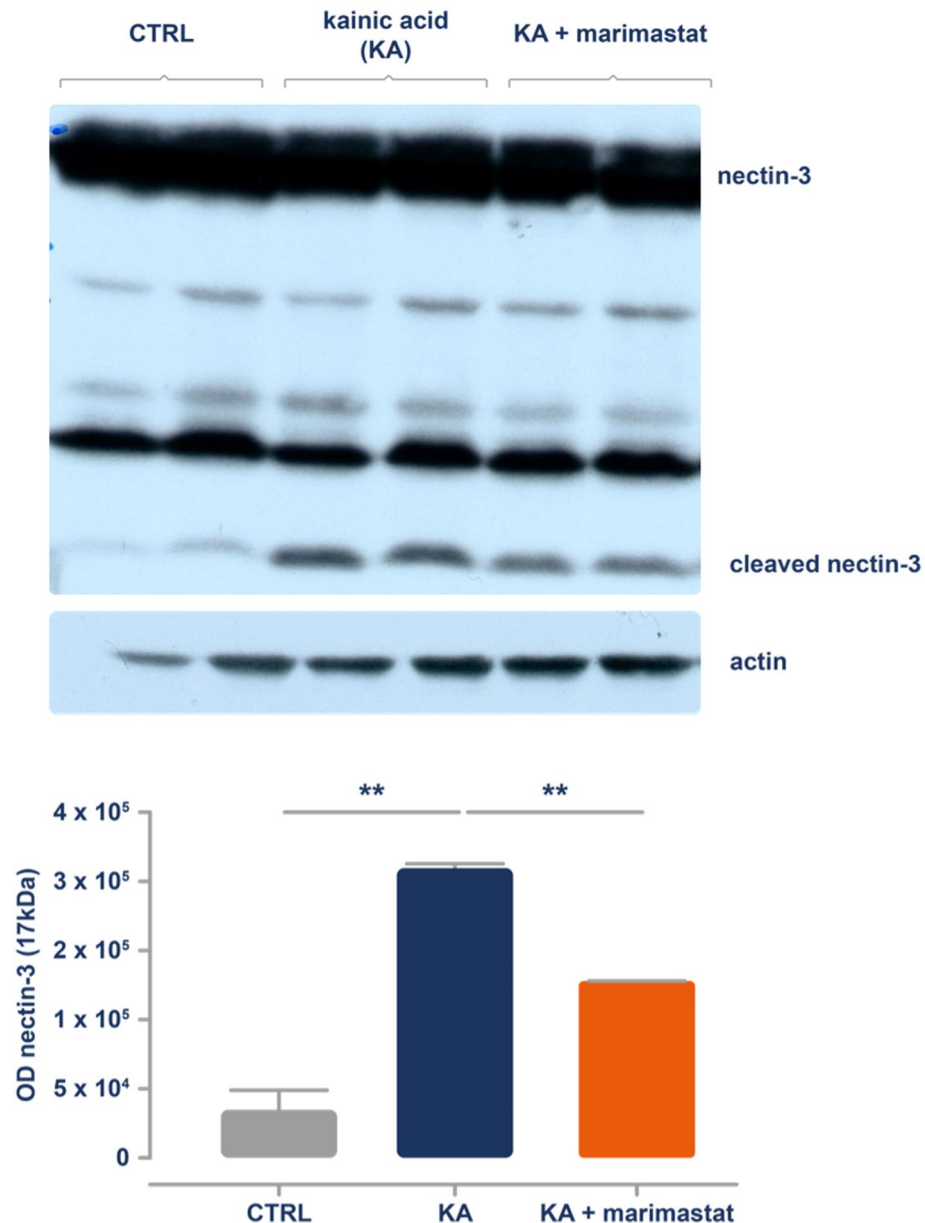 CTRL
kainic acid
(KA)
KA + marimastat
nectin-3
cleaved nectin-3
actin
** **
4 x 10⁵
3 x 10⁵
2 x 10⁵
1 x 10⁵
5 x 10⁴
0
OD nectin-3 (17kDa)
CTRL KA KA + marimastat